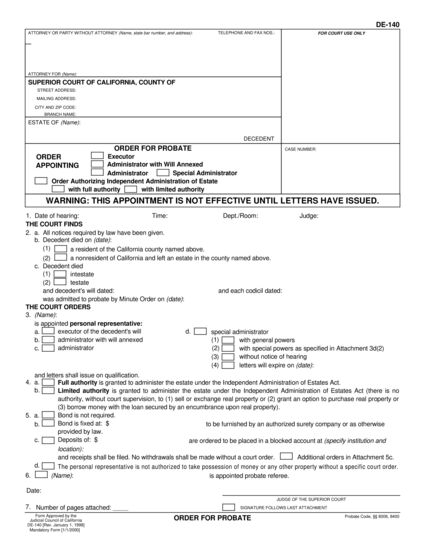 DE-140
ATTORNEY OR PARTY WITHOUT ATTORNEY (Name, state bar number, and address): TELEPHONE AND FAX NOS.: FOR COURT USE ONLY
ATTORNEY FOR (Name):
SUPERIOR COURT OF CALIFORNIA, COUNTY OF
STREET ADDRESS:
MAILING ADDRESS:
CITY AND ZIP CODE:
BRANCH NAME:
ESTATE OF (Name):
DECEDENT
ORDER FOR PROBATE CASE NUMBER:
ORDER Executor
APPOINTING Administrator with Will Annexed
Administrator Special Administrator
Order Authorizing Independent Administration of Estate
with full authority with limited authority
WARNING: THIS APPOINTMENT IS NOT EFFECTIVE UNTIL LETTERS HAVE ISSUED.
1. Date of hearing: Time: Dept./Room: Judge:
THE COURT FINDS
2. a. All notices required by law have been given.
b. Decedent died on (date):
(1) a resident of the California county named above.
(2) a nonresident of California and left an estate in the county named above.
c. Decedent died
(1) intestate
(2) testate
and decedent's will dated: and each codicil dated:
was admitted to probate by Minute Order on (date):
THE COURT ORDERS
3. (Name):
is appointed personal representative:
a. executor of the decedent's will d. special administrator
b. administrator with will annexed (1) with general powers
c. administrator (2) with special powers as specified in Attachment 3d(2)
(3) without notice of hearing
(4) letters will expire on (date):
and letters shall issue on qualification.
4. a. Full authority is granted to administer the estate under the Independent Administration of Estates Act.
b. Limited authority is granted to administer the estate under the Independent Administration of Estates Act (there is no
authority, without court supervision, to (1) sell or exchange real property or (2) grant an option to purchase real property or
(3) borrow money with the loan secured by an encumbrance upon real property).
5. a. Bond is not required.
b. Bond is fixed at: $ to be furnished by an authorized surety company or as otherwise
provided by law.
c. Deposits of: $ are ordered to be placed in a blocked account at (specify institution and
location):
and receipts shall be filed. No withdrawals shall be made without a court order. Additional orders in Attachment 5c.
d. The personal representative is not authorized to take possession of money or any other property without a specific court order.
6. (Name): is appointed probate referee.
Date:
JUDGE OF THE SUPERIOR COURT
7. Number of pages attached: SIGNATURE FOLLOWS LAST ATTACHMENT
Form Approved by the
Judicial Council of California
DE-140 [Rev. January 1, 1998]
Mandatory Form [1/1/2000]
ORDER FOR PROBATE
Probate Code, §§ 8006, 8400